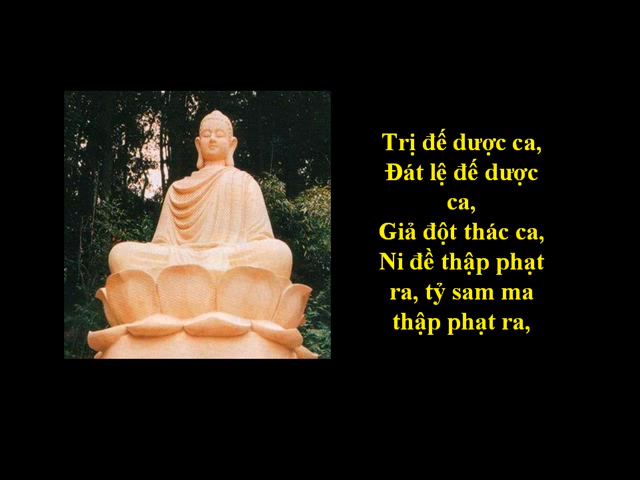 Trị đế dược ca,
Đát lệ đế dược
ca,
Giả đột thác ca,
Ni đề thập phạt
ra, tỷ sam ma
thập phạt ra,